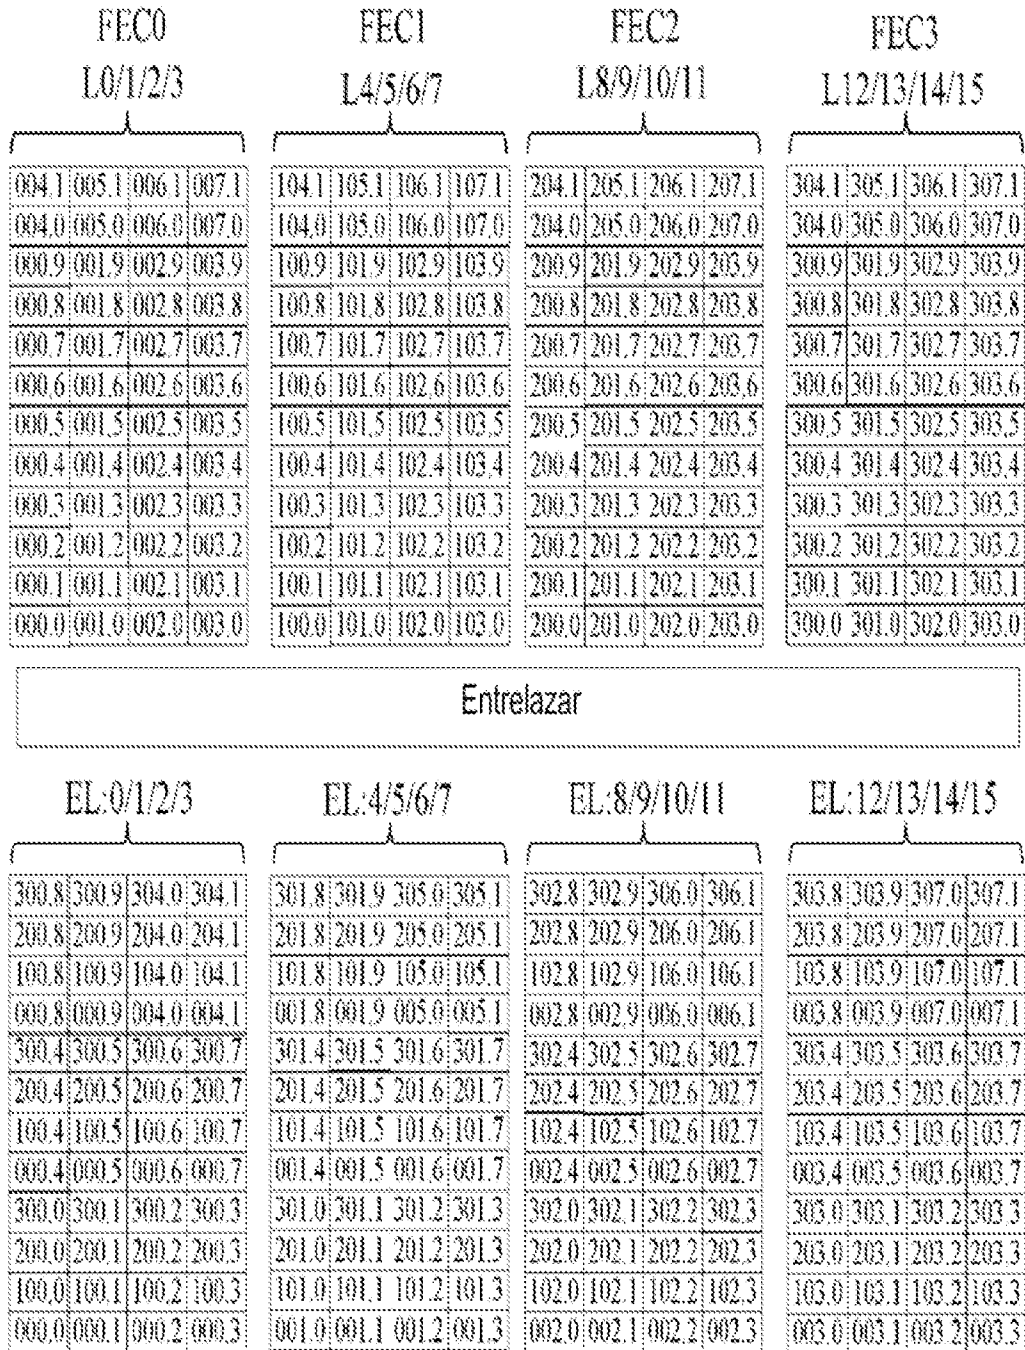 FEC0 FEC1 FEC2 FEC3
L0/1/2/3 L4/5/6/7 L8/9/10/11 L12/13/14/15
004.1 005.1 006.1 007.1 104.1 105.1 106.1 107.1 204.1 205.1 206.1 207.1 304.1 305.1 306.1 307.1
004.0 005.0 006.0 007.0 104.0 105.0 106.0 107.0 204.0 205.0 206.0 207.0 304.0 305.0 306.0 307.0
000.9 001.9 002.9 003.9 100.9 101.9 102.9 103.9 200.9 201.9 202.9 203.9 300.9 301.9 302.9 303.9
000.8 001.8 002.8 003.8 100.8 101.8 102.8 103.8 200.8 201.8 202.8 203.8 300.8 301.8 302.8 303.8
000.7 001.7 002.7 003.7 100.7 101.7 102.7 103.7 200.7 201.7 202.7 203.7 300.7 301.7 302.7 303.7
000.6 001.6 002.6 003.6 100.6 101.6 102.6 103.6 200.6 201.6 202.6 203.6 300.6 301.6 302.6 303.6
000.5 001.5 002.5 003.5 100.5 101.5 102.5 103.5 200.5 201.5 202.5 203.5 300.5 301.5 302.5 303.5
000.4 001.4 002.4 003.4 100.4 101.4 102.4 103.4 200.4 201.4 202.4 203.4 300.4 301.4 302.4 303.4
000.3 001.3 002.3 003.3 100.3 101.3 102.3 103.3 200.3 201.3 202.3 203.3 300.3 301.3 302.3 303.3
000.2 001.2 002.2 003.2 100.2 101.2 102.2 103.2 200.2 201.2 202.2 203.2 300.2 301.2 302.2 303.2
000.1 001.1 002.1 003.1 100.1 101.1 102.1 103.1 200.1 201.1 202.1 203.1 300.1 301.1 302.1 303.1
000.0 001.0 002.0 003.0 100.0 101.0 102.0 103.0 200.0 201.0 202.0 203.0 300.0 301.0 302.0 303.0
Entrelazar
EL:0/1/2/3 EL:4/5/6/7 EL:8/9/10/11 EL:12/13/14/15
300.8 300.9 304.0 304.1 301.8 301.9 305.0 305.1 302.8 302.9 306.0 306.1 303.8 303.9 307.0 307.1
200.8 200.9 204.0 204.1 201.8 201.9 205.0 205.1 202.8 202.9 206.0 206.1 203.8 203.9 207.0 207.1
100.8 100.9 104.0 104.1 101.8 101.9 105.0 105.1 102.8 102.9 106.0 106.1 103.8 103.9 107.0 107.1
000.8 000.9 004.0 004.1 001.8 001.9 005.0 005.1 002.8 002.9 006.0 006.1 003.8 003.9 007.0 007.1
300.4 300.5 300.6 300.7 301.4 301.5 301.6 301.7 302.4 302.5 302.6 302.7 303.4 303.5 303.6 303.7
200.4 200.5 200.6 200.7 201.4 201.5 201.6 201.7 202.4 202.5 202.6 202.7 203.4 203.5 203.6 203.7
100.4 100.5 100.6 100.7 101.4 101.5 101.6 101.7 102.4 102.5 102.6 102.7 103.4 103.5 103.6 103.7
000.4 000.5 000.6 000.7 001.4 001.5 001.6 001.7 002.4 002.5 002.6 002.7 003.4 003.5 003.6 003.7
300.0 300.1 300.2 300.3 301.0 301.1 301.2 301.3 302.0 302.1 302.2 302.3 303.0 303.1 303.2 303.3
200.0 200.1 200.2 200.3 201.0 201.1 201.2 201.3 202.0 202.1 202.2 202.3 203.0 203.1 203.2 203.3
100.0 100.1 100.2 100.3 101.0 101.1 101.2 101.3 102.0 102.1 102.2 102.3 103.0 103.1 103.2 103.3
000.0 000.1 000.2 000.3 001.0 001.1 001.2 001.3 002.0 002.1 002.2 002.3 003.0 003.1 003.2 003.3